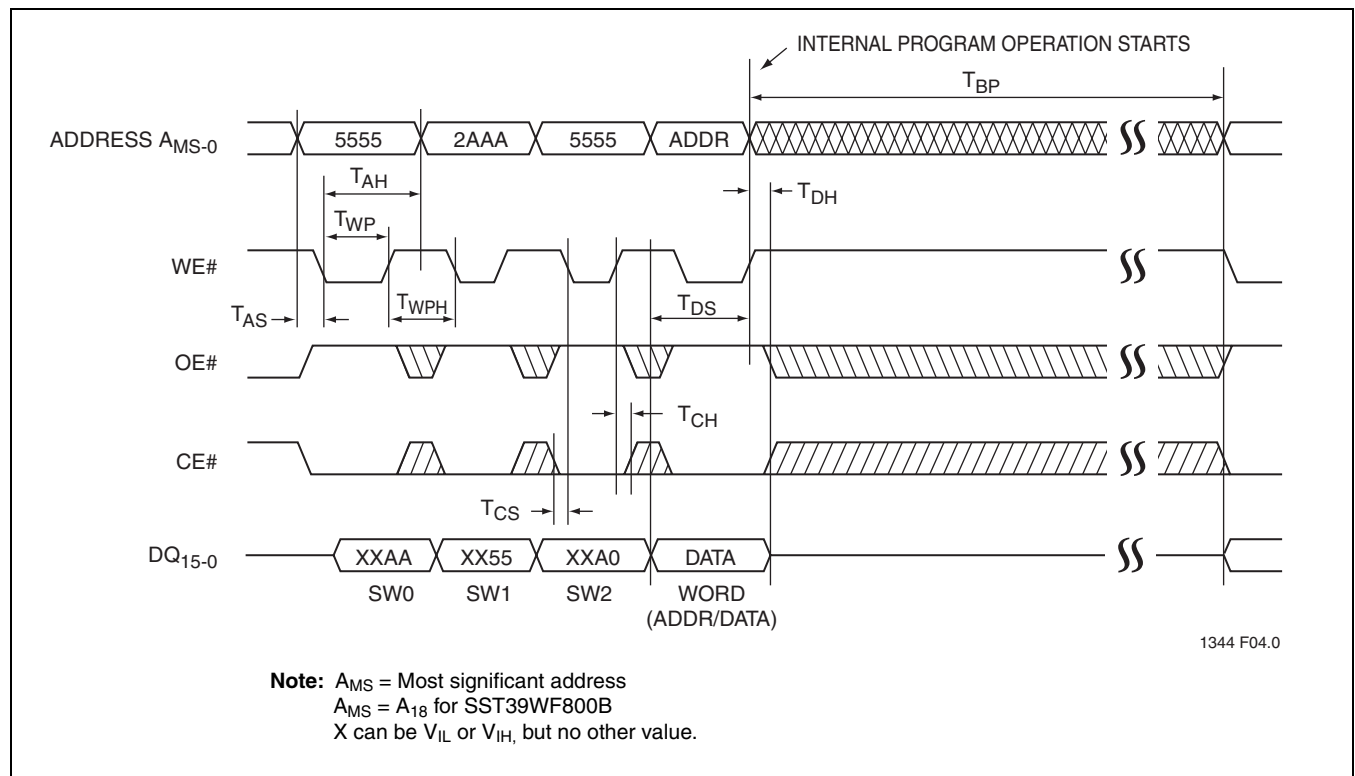 INTERNAL PROGRAM OPERATION STARTS
TBP
ADDRESS AMS-0
5555 2AAA 5555 ADDR
TAH
TDH
TWP
WE#
TAS
TWPH
TDS
OE#
TCH
CE#
TCS
DQ15-0
XXAA XX55 XXA0 DATA
SW0 SW1 SW2 WORD
(ADDR/DATA)
1344 F04.0
Note: AMS = Most significant address
AMS = A18 for SST39WF800B
X can be VIL or VIH, but no other value.